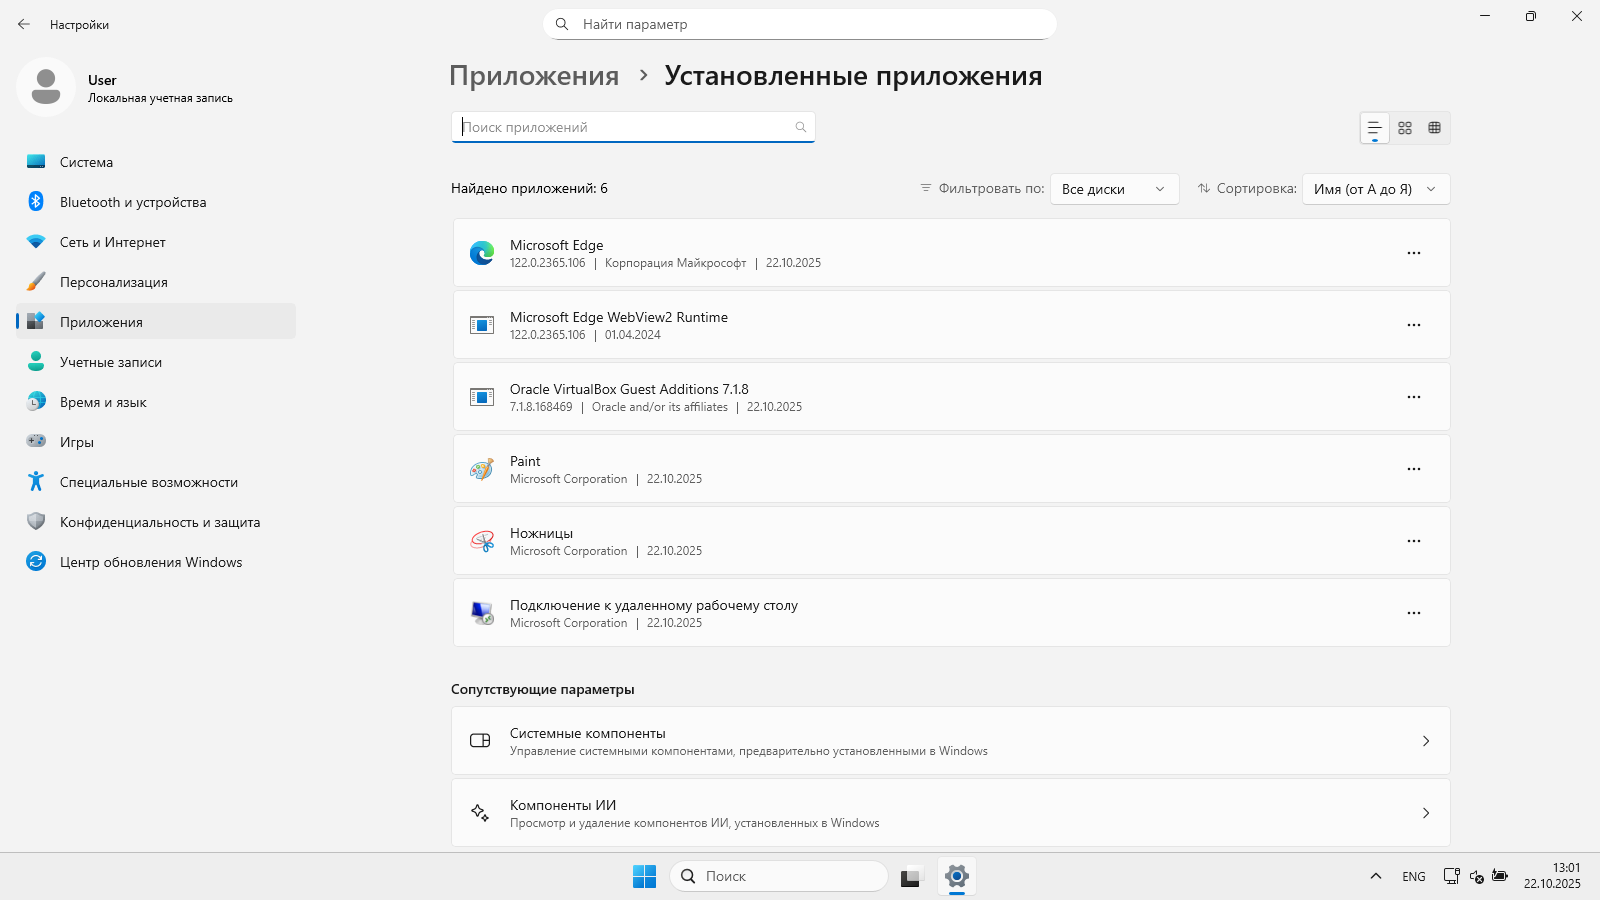 Настройки
Найти параметр
User
Локальная учетная запись
Система
Bluetooth и устройства
Сеть и Интернет
Персонализация
Приложения
Учетные записи
Время и язык
Игры
Специальные возможности
Конфиденциальность и защита
Центр обновления Windows
Приложения > Установленные приложения
Поиск приложений
Найдено приложений: 6
Фильтровать по: Все диски
Сортировка: Имя (от А до Я)
Microsoft Edge
122.0.2365.106 | Корпорация Майкрософт | 22.10.2025
Microsoft Edge WebView2 Runtime
122.0.2365.106 | 01.04.2024
Oracle VirtualBox Guest Additions 7.1.8
7.1.8.168469 | Oracle and/or its affiliates | 22.10.2025
Paint
Microsoft Corporation | 22.10.2025
Ножницы
Microsoft Corporation | 22.10.2025
Подключение к удаленному рабочему столу
Microsoft Corporation | 22.10.2025
Сопутствующие параметры
Системные компоненты
Управление системными компонентами, предварительно установленными в Windows
Компоненты ИИ
Просмотр и удаление компонентов ИИ, установленных в Windows
Поиск
ENG
13:01
22.10.2025